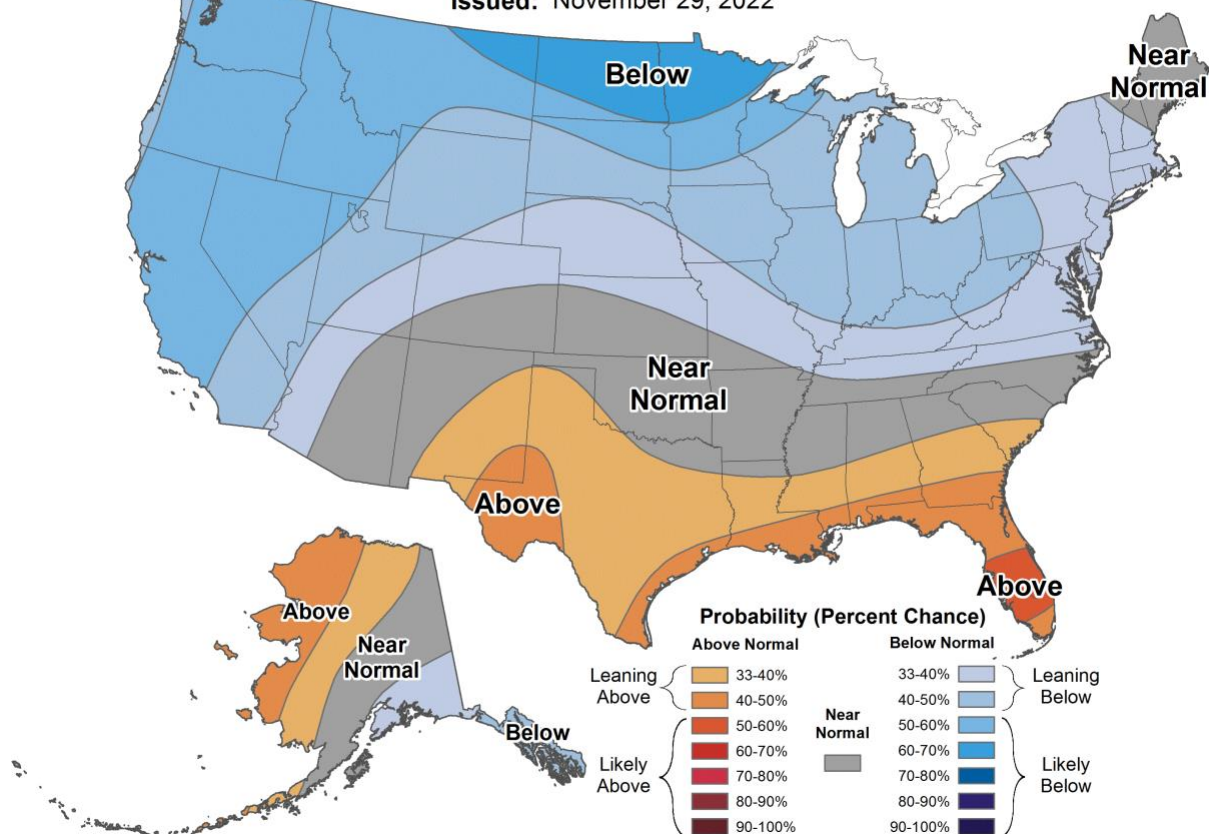 Issued: November 29, 2022
Below
Near
Normal
Near
Normal
Above
Above
Above
Near
Normal
Below
Probability (Percent Chance)
Above Normal
Below Normal
Leaning
Above
33-40%
40-50%
50-60%
60-70%
70-80%
80-90%
90-100%
Likely
Above
Near
Normal
33-40%
40-50%
50-60%
60-70%
70-80%
80-90%
90-100%
Leaning
Below
Likely
Below